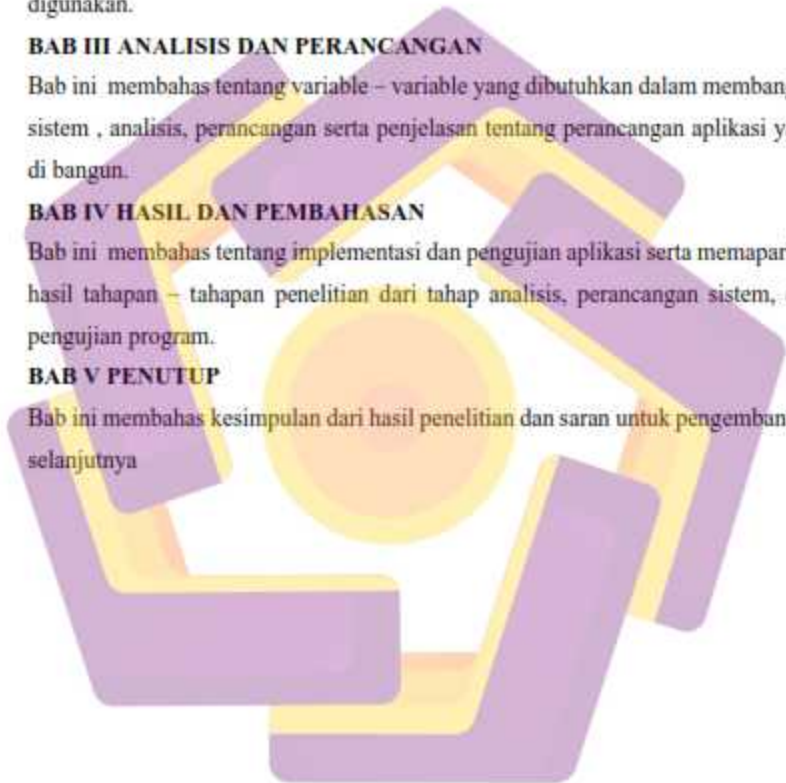 digunakan.
BAB III ANALISIS DAN PERANCANGAN
Bab ini membahas tentang variable – variable yang dibutuhkan dalam membang
sistem , analisis, perancangan serta penjelasan tentang perancangan aplikasi y
di bangun.
BAB IV HASIL DAN PEMBAHASAN
Bab ini membahas tentang implementasi dan pengujian aplikasi serta memapar
hasil tahapan – tahapan penelitian dari tahap analisis, perancangan sistem,
pengujian program.
BAB V PENUTUP
Bab ini membahas kesimpulan dari hasil penelitian dan saran untuk pengemban
selanjutnya